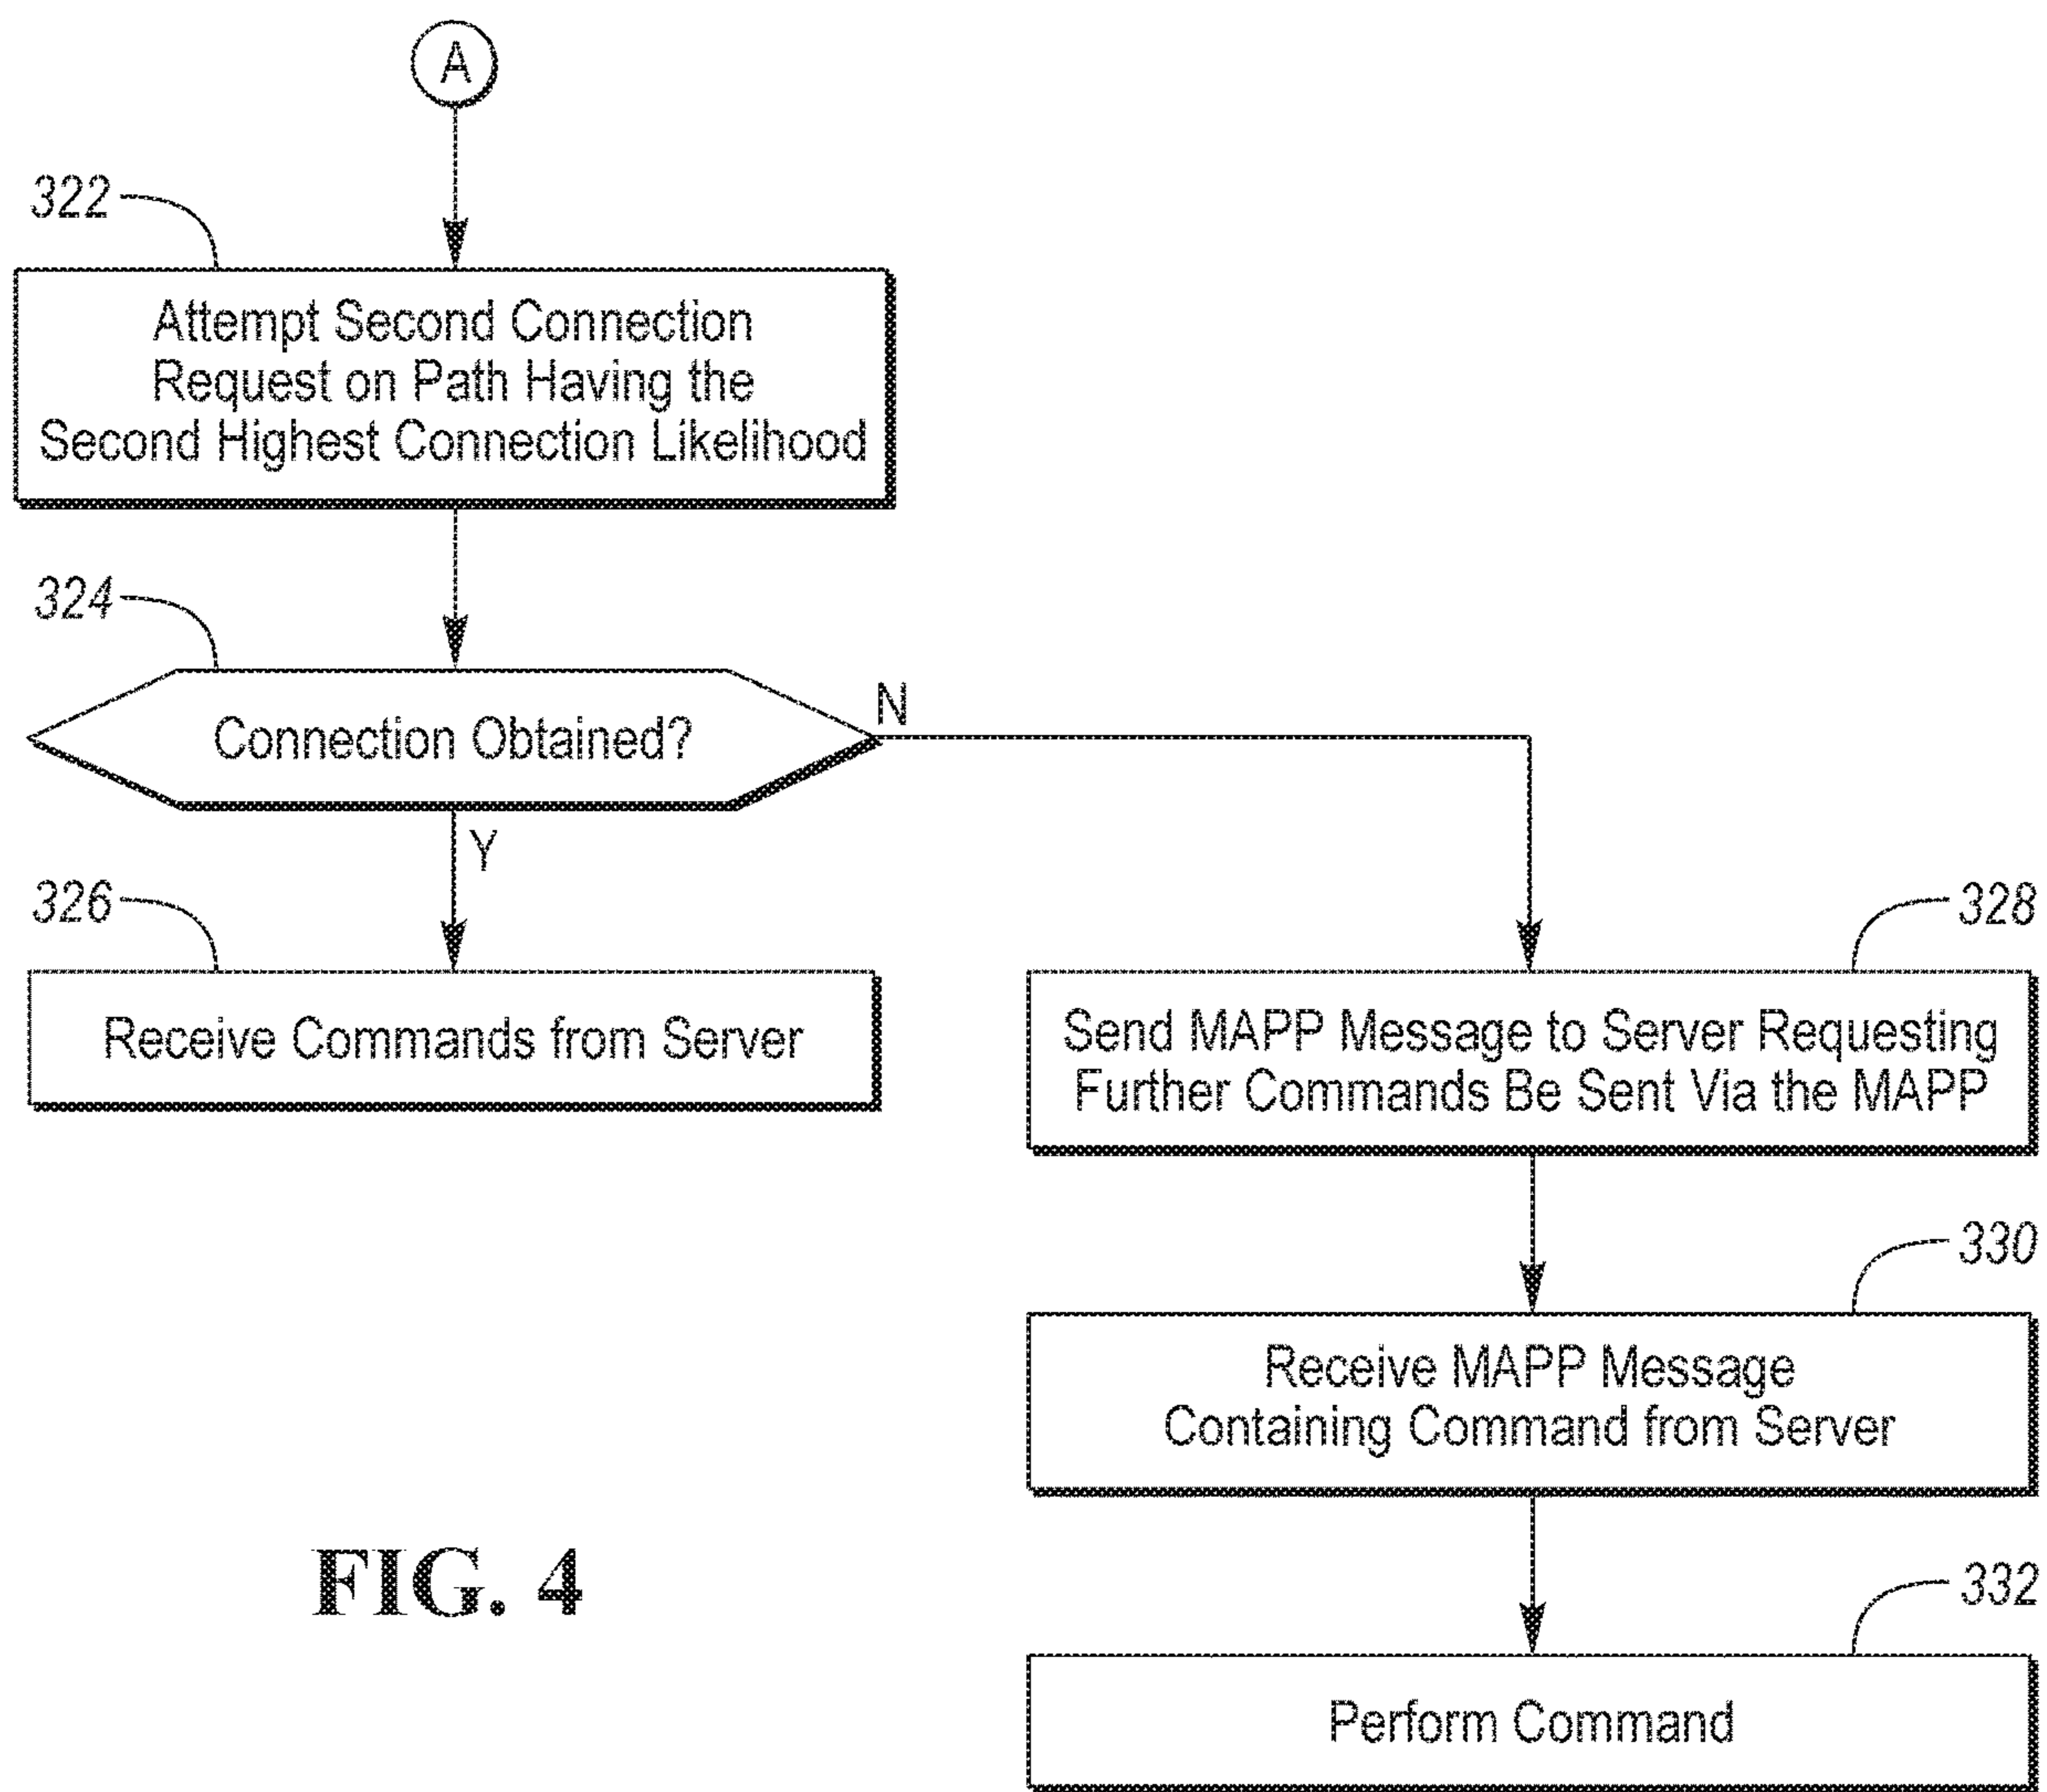 A
322
Attempt Second Connection
Request on Path Having the
Second Highest Connection Likelihood
324
Connection Obtained?
N
Y
326
Receive Commands from Server
328
Send MAPP Message to Server Requesting
Further Commands Be Sent Via the MAPP
330
Receive MAPP Message
Containing Command from Server
332
Perform Command
FIG. 4